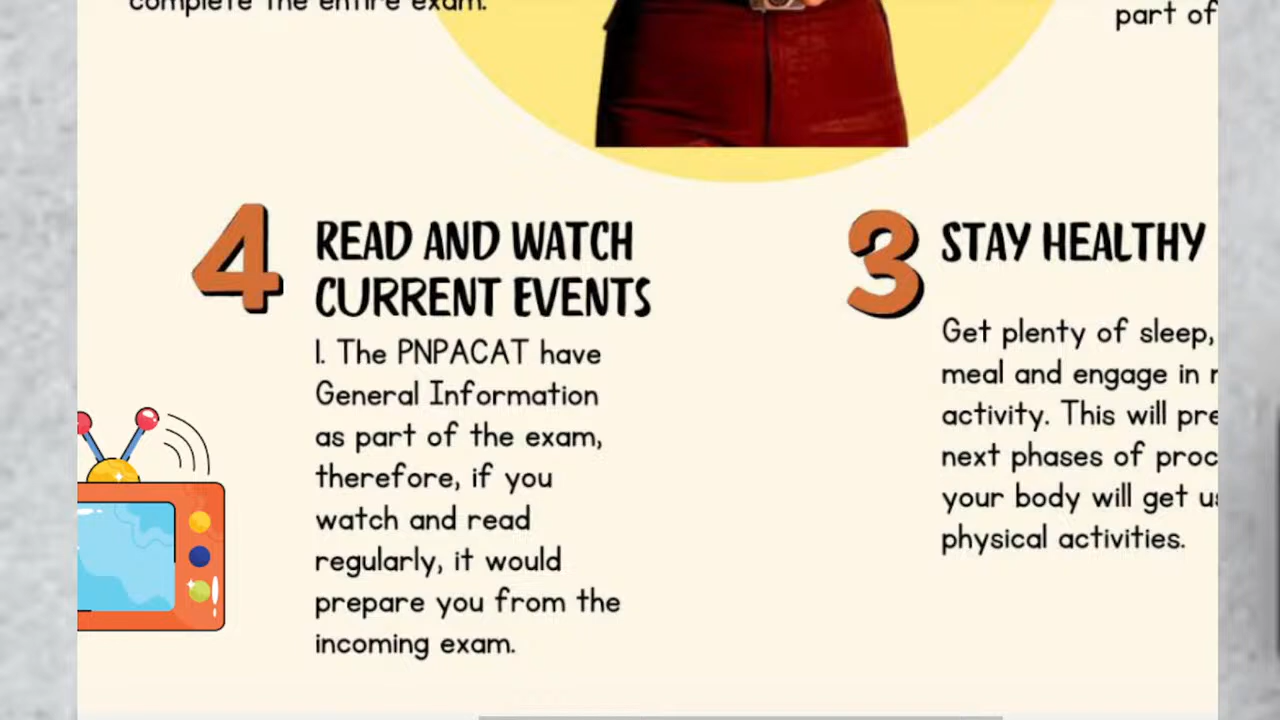 complete the entire exam.
part of
4
READ AND WATCH
CURRENT EVENTS
1. The PNPACAT have
General Information
as part of the exam,
therefore, if you
watch and read
regularly, it would
prepare you from the
incoming exam.
3
STAY HEALTHY
Get plenty of sleep,
meal and engage in
activity. This will
next phases of
your body will get
physical activities.